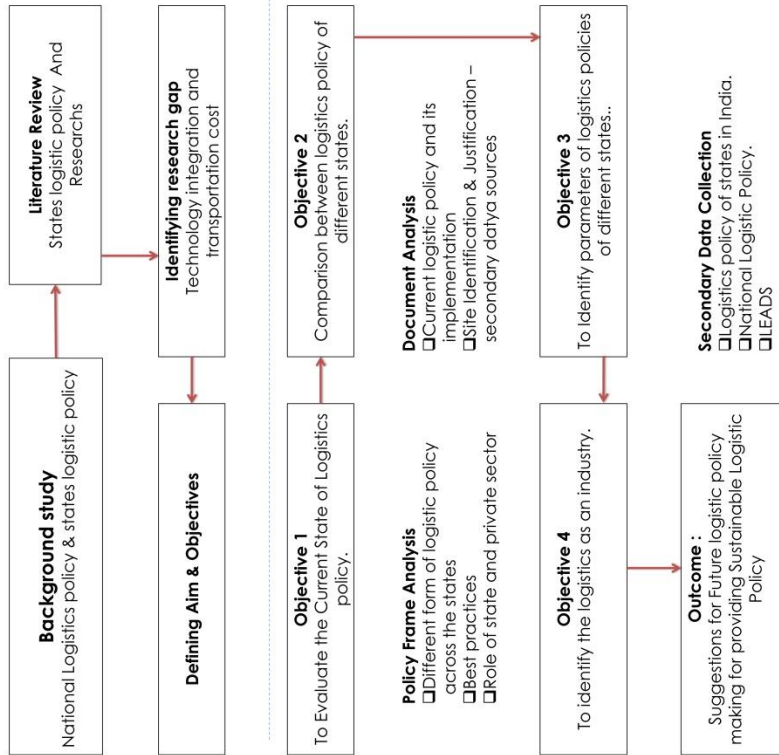 Background study
National Logistics policy & states logistic policy
Literature Review
States logistic policy And
Researchs
Identifying research gap
Technology integration and
transportation cost
Defining Aim & Objectives
Objective 1
To Evaluate the Current State of Logistics
policy.
Objective 2
Comparison between logistics policy of
different states.
Policy Frame Analysis
❑Different form of logistic policy
across the states
❑Best practices
❑Role of state and private sector
Document Analysis
❑Current logistic policy and its
implementation
❑Site Identification & Justification –
secondary datya sources
Objective 3
To Identify parameters of logistics policies
of different states..
Objective 4
To identify the logistics as an industry.
Secondary Data Collection
❑Logistics policy of states in India.
❑National Logistic Policy.
❑LEADS
Outcome :
Suggestions for Future logistic policy
making for providing Sustainable Logistic
Policy